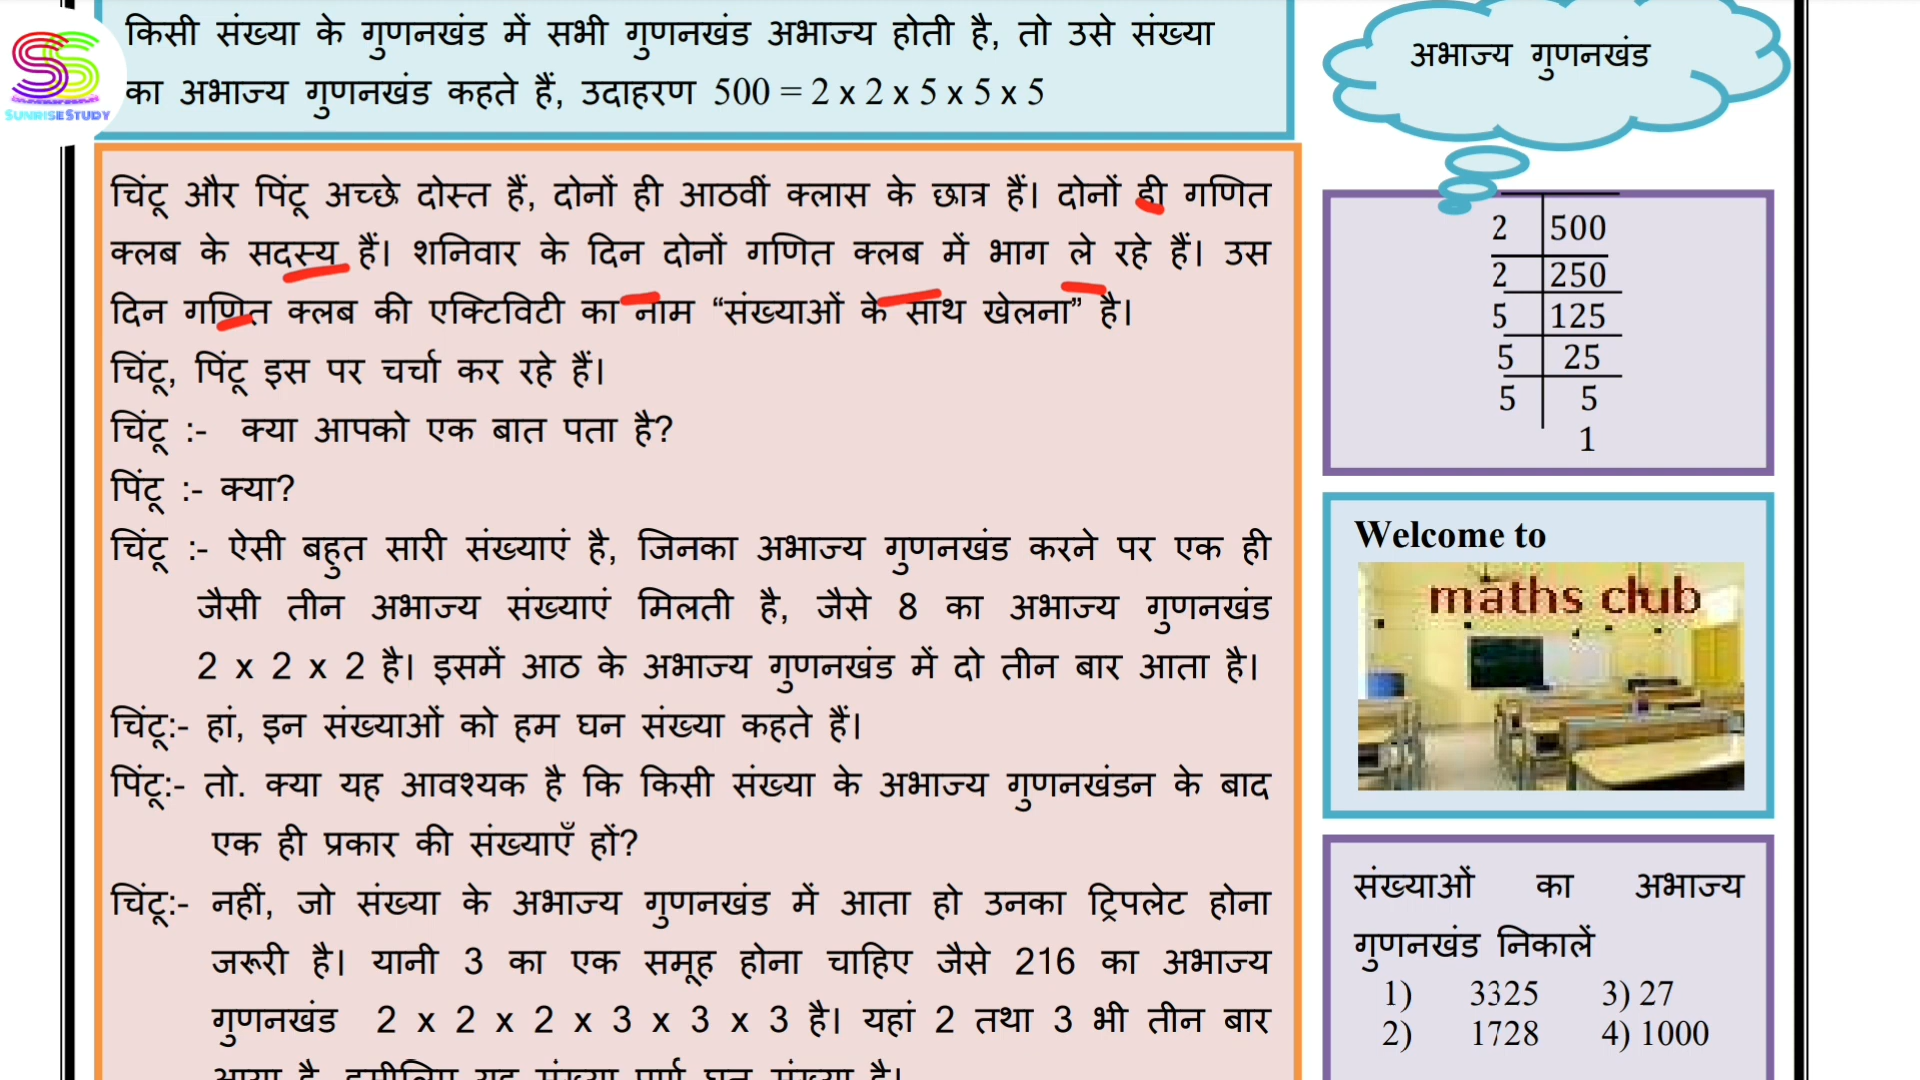 किसी संख्या के गुणनखंड में सभी गुणनखंड अभाज्य होती है, तो उसे संख्या
का अभाज्य गुणनखंड कहते हैं, उदाहरण 500 = 2 x 2 x 5 x 5 x 5
SUNRISE STUDY
चिंटू और पिंटू अच्छे दोस्त हैं, दोनों ही आठवीं क्लास के छात्र हैं। दोनों ही गणित
क्लब के सदस्य हैं। शनिवार के दिन दोनों गणित क्लब में भाग ले रहे हैं। उस
दिन गणित क्लब की एक्टिविटी का नाम “संख्याओं के साथ खेलना” है।
चिंटू, पिंटू इस पर चर्चा कर रहे हैं।
चिंटू :- क्या आपको एक बात पता है?
पिंटू :- क्या?
चिंटू :- ऐसी बहुत सारी संख्याएं है, जिनका अभाज्य गुणनखंड करने पर एक ही
जैसी तीन अभाज्य संख्याएं मिलती है, जैसे 8 का अभाज्य गुणनखंड
2 x 2 x 2 है। इसमें आठ के अभाज्य गुणनखंड में दो तीन बार आता है।
चिंटू:- हां, इन संख्याओं को हम घन संख्या कहते हैं।
पिंटू:- तो. क्या यह आवश्यक है कि किसी संख्या के अभाज्य गुणनखंडन के बाद
एक ही प्रकार की संख्याएँ हों?
चिंटू:- नहीं, जो संख्या के अभाज्य गुणनखंड में आता हो उनका ट्रिपलेट होना
जरूरी है। यानी 3 का एक समूह होना चाहिए जैसे 216 का अभाज्य
गुणनखंड 2 x 2 x 2 x 3 x 3 x 3 है। यहां 2 तथा 3 भी तीन बार
अभाज्य गुणनखंड
2 500
2 250
5 125
5 25
5 5
1
Welcome to
maths club
संख्याओं का अभाज्य
गुणनखंड निकालें
1) 3325 3) 27
2) 1728 4) 1000